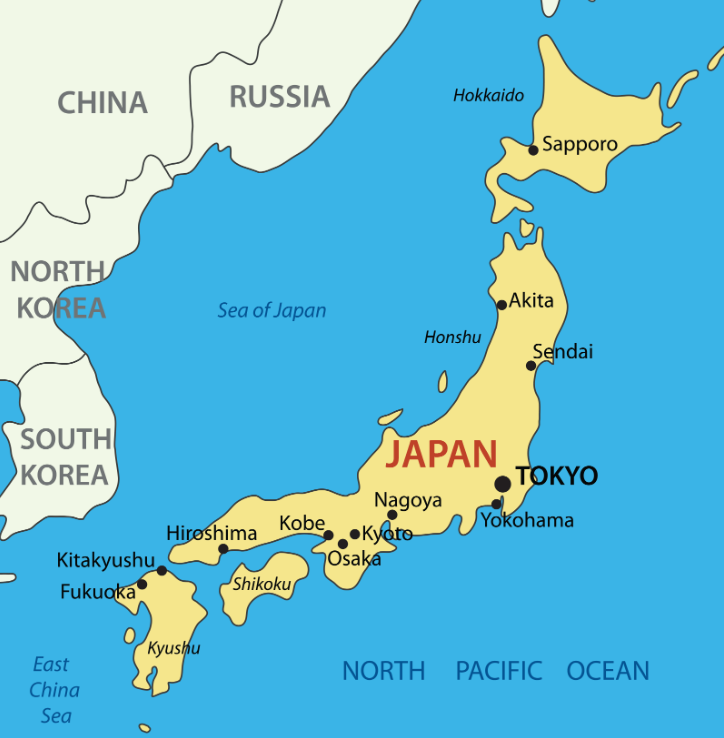 CHINA
RUSSIA
Hokkaido
Sapporo
NORTH
KOREA
Sea of Japan
Akita
Honshu
Sendai
SOUTH
KOREA
JAPAN
TOKYO
Nagoya
Yokohama
Kobe
Kyoto
Hiroshima
Osaka
Kitakyushu
Fukuoka
Shikoku
Kyushu
East
China
Sea
NORTH PACIFIC OCEAN